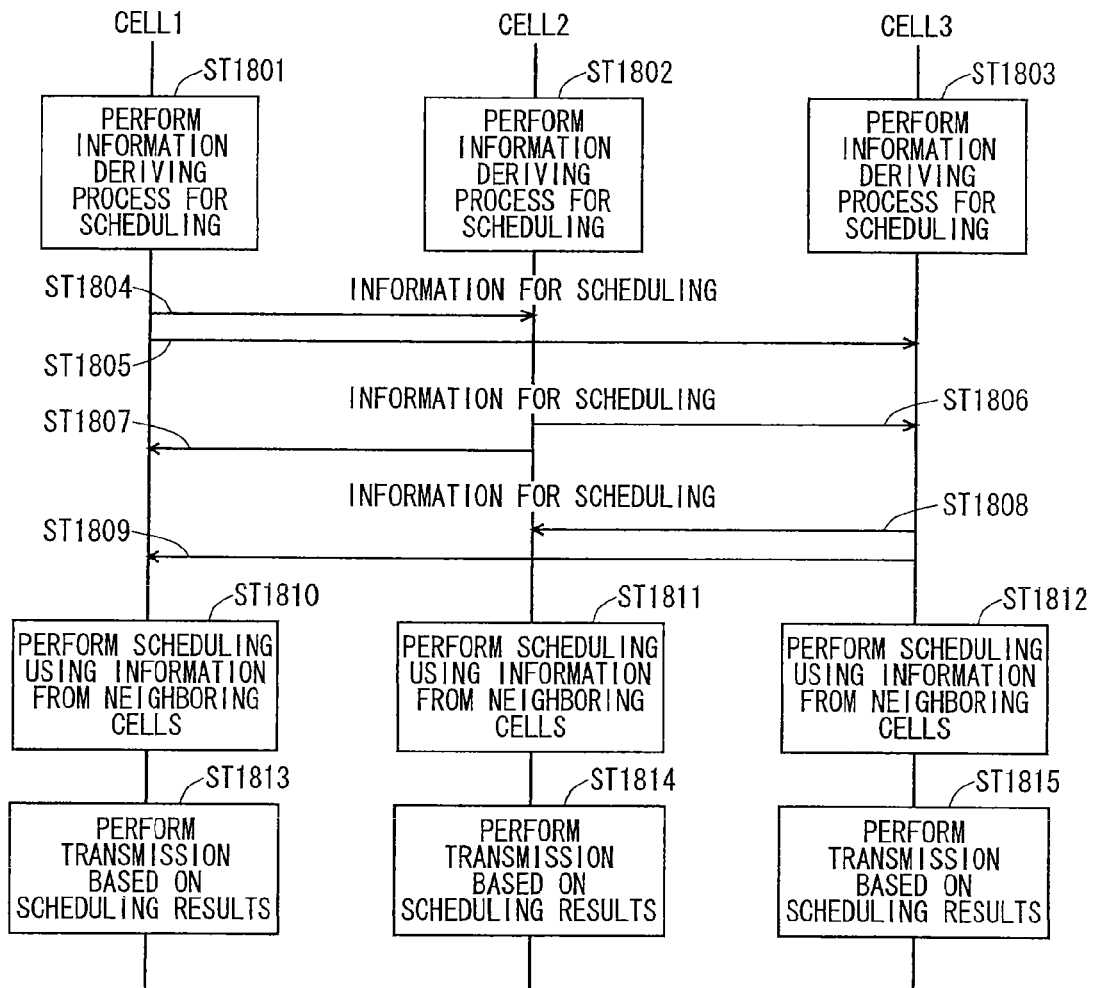 CELL1
CELL2
CELL3
ST1801
ST1802
ST1803
PERFORM
INFORMATION
DERIVING
PROCESS FOR
SCHEDULING
PERFORM
INFORMATION
DERIVING
PROCESS FOR
SCHEDULING
PERFORM
INFORMATION
DERIVING
PROCESS FOR
SCHEDULING
ST1804
INFORMATION FOR SCHEDULING
ST1805
INFORMATION FOR SCHEDULING
ST1806
ST1807
INFORMATION FOR SCHEDULING
ST1808
ST1809
ST1810
ST1811
ST1812
PERFORM SCHEDULING
USING INFORMATION
FROM NEIGHBORING
CELLS
PERFORM SCHEDULING
USING INFORMATION
FROM NEIGHBORING
CELLS
PERFORM SCHEDULING
USING INFORMATION
FROM NEIGHBORING
CELLS
ST1813
ST1814
ST1815
PERFORM
TRANSMISSION
BASED ON
SCHEDULING RESULTS
PERFORM
TRANSMISSION
BASED ON
SCHEDULING RESULTS
PERFORM
TRANSMISSION
BASED ON
SCHEDULING RESULTS